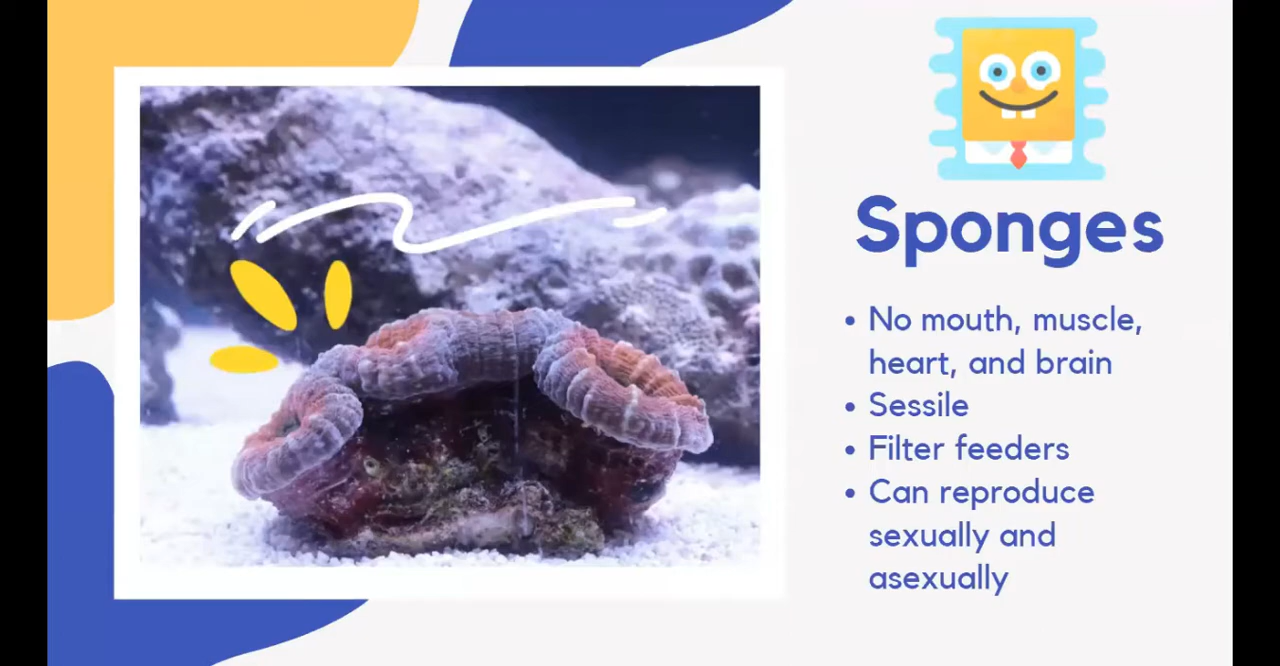 Sponges
• No mouth, muscle,
heart, and brain
• Sessile
• Filter feeders
• Can reproduce
sexually and
asexually